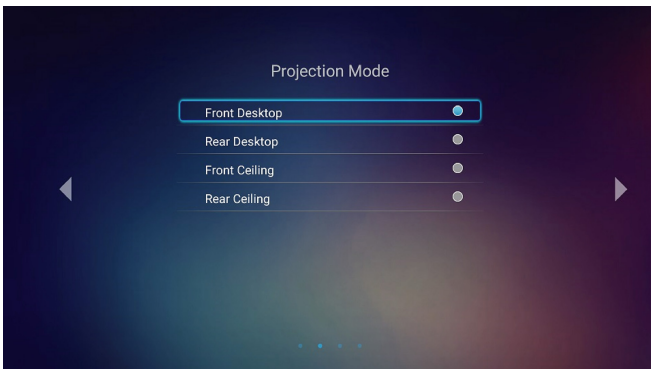 Projection Mode
Front Desktop
Rear Desktop
Front Ceiling
Rear Ceiling